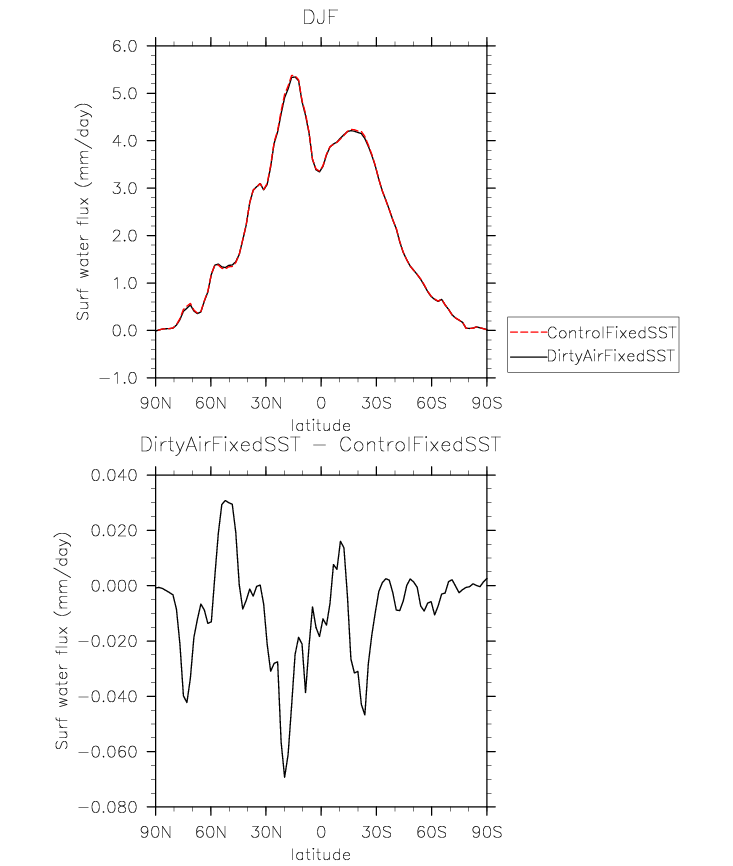 DJF
6.0
5.0
4.0
3.0
2.0
1.0
0.0
−1.0
Surf water flux (mm/day)
90N 60N 30N 0 30S 60S 90S
latitude
ControlFixedSST
DirtyAirFixedSST
DirtyAirFixedSST − ControlFixedSST
0.040
0.020
0.000
−0.020
−0.040
−0.060
−0.080
Surf water flux (mm/day)
90N 60N 30N 0 30S 60S 90S
latitude